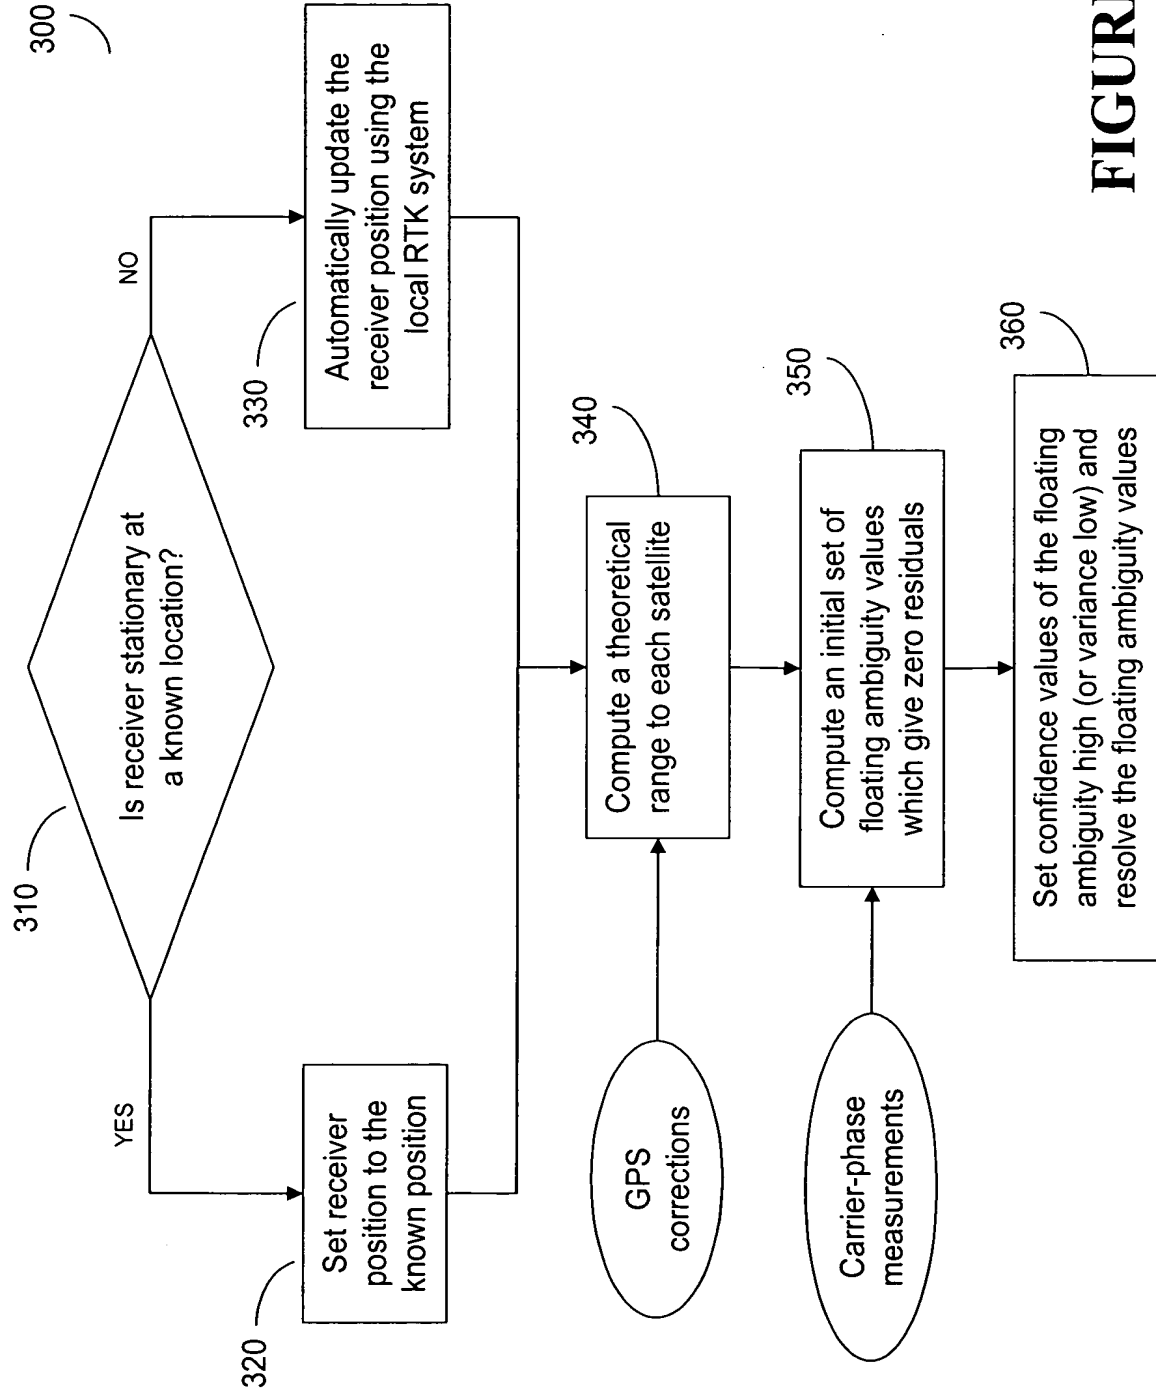 300
310
Is receiver stationary at
a known location?
YES
NO
320
Set receiver
position to the
known position
330
Automatically update the
receiver position using the
local RTK system
GPS
corrections
340
Compute a theoretical
range to each satellite
Carrier-phase
measurements
350
Compute an initial set of
floating ambiguity values
which give zero residuals
360
Set confidence values of the floating
ambiguity high (or variance low) and
resolve the floating ambiguity values